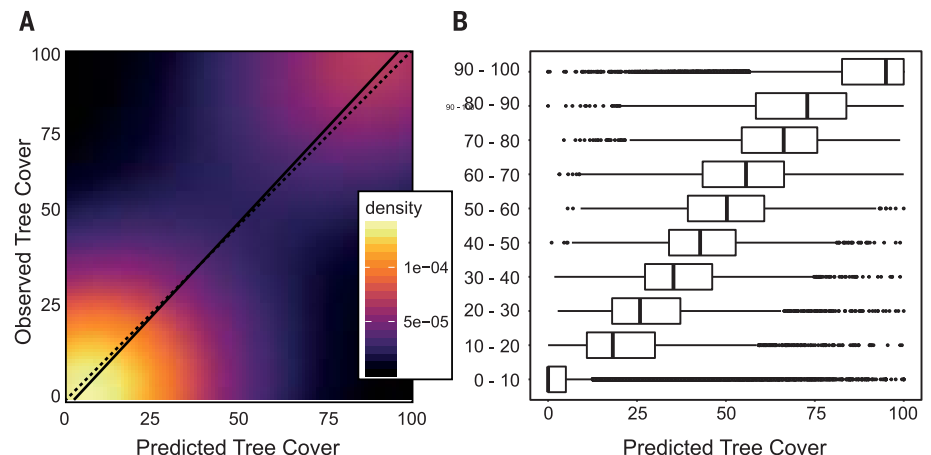 A
100
75
50
25
0
Observed Tree Cover
0
25
50
75
100
Predicted Tree Cover
density
1e−04
5e−05
B
90 - 100
80 - 90
70 - 80
60 - 70
50 - 60
40 - 50
30 - 40
20 - 30
10 - 20
0 - 10
0
25
50
75
100
Predicted Tree Cover